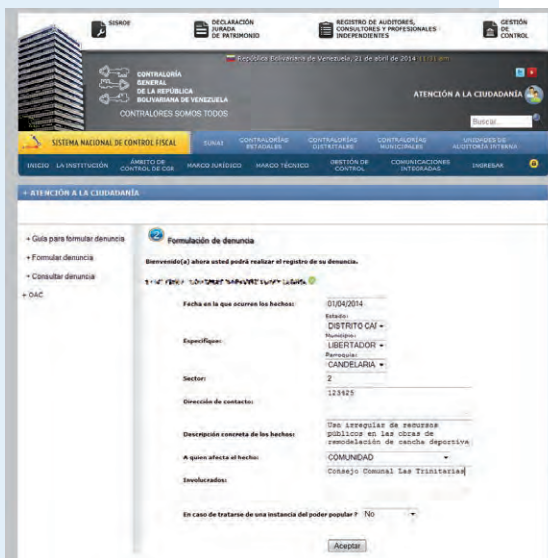 SISROE
DECLARACIÓN
JURADA
DE PATRIMONIO
REGISTRO DE AUDITORES,
CONSULTORES Y PROFESIONALES
INDEPENDIENTES
GESTIÓN
DE
CONTROL
República Bolivariana de Venezuela, 21 de abril de 2014
CONTRALORÍA
GENERAL
DE LA REPÚBLICA
BOLIVARIANA DE VENEZUELA
CONTRALORES SOMOS TODOS
ATENCIÓN A LA CIUDADANÍA
Buscar...
SISTEMA NACIONAL DE CONTROL FISCAL
SUNAI
CONTRALORÍAS
ESTADALES
CONTRALORÍAS
DISTRITALES
CONTRALORÍAS
MUNICIPALES
UNIDADES DE
AUDITORÍA INTERNA
INICIO
LA INSTITUCIÓN
ÁMBITO DE
CONTROL DE CGR
MARCO JURÍDICO
MARCO TÉCNICO
GESTIÓN DE
CONTROL
COMUNICACIONES
INTEGRADAS
INGRESAR
+ ATENCIÓN A LA CIUDADANÍA
+ Guía para formular denuncia
+ Formular denuncia
+ Consultar denuncia
+ OAC
2 Formulación de denuncia
Bienvenido(a) ahora usted podrá realizar el registro de su denuncia.
Fecha en la que ocurren los hechos: 01/04/2014
Especifique:
Estado:
DISTRITO CAI
Municipio:
LIBERTADOR
Parroquia:
CANDELARIA
Sector: 2
Dirección de contacto: 123425
Descripción concreta de los hechos: Uso irregular de recursos
públicos en las obras de
remodelación de cancha deportiva
A quien afecta el hecho: COMUNIDAD
Involucrados: Consejo Comunal Las Trinitarias
En caso de tratarse de una instancia del poder popular ? No
Aceptar